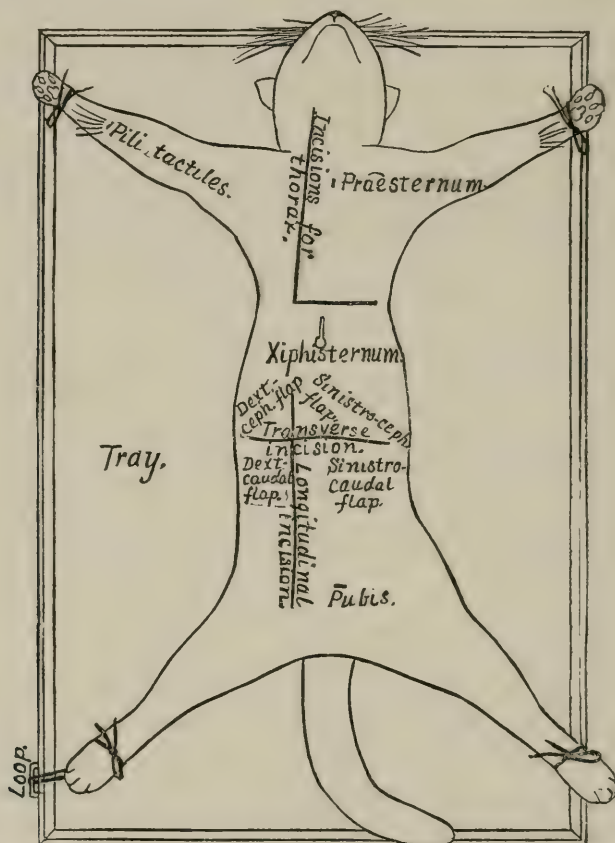 Incisions for
thorax.
Pili tactiles.
Praesternum
Xiphisternum.
Dext.-
ceph. flap
Sinistro-ceph.
flap.
Transverse
incision.
Dext-
caudal
flap.
Sinistro-
caudal
flap.
Longitudinal
incision.
Tray.
Pubis.
Loop.